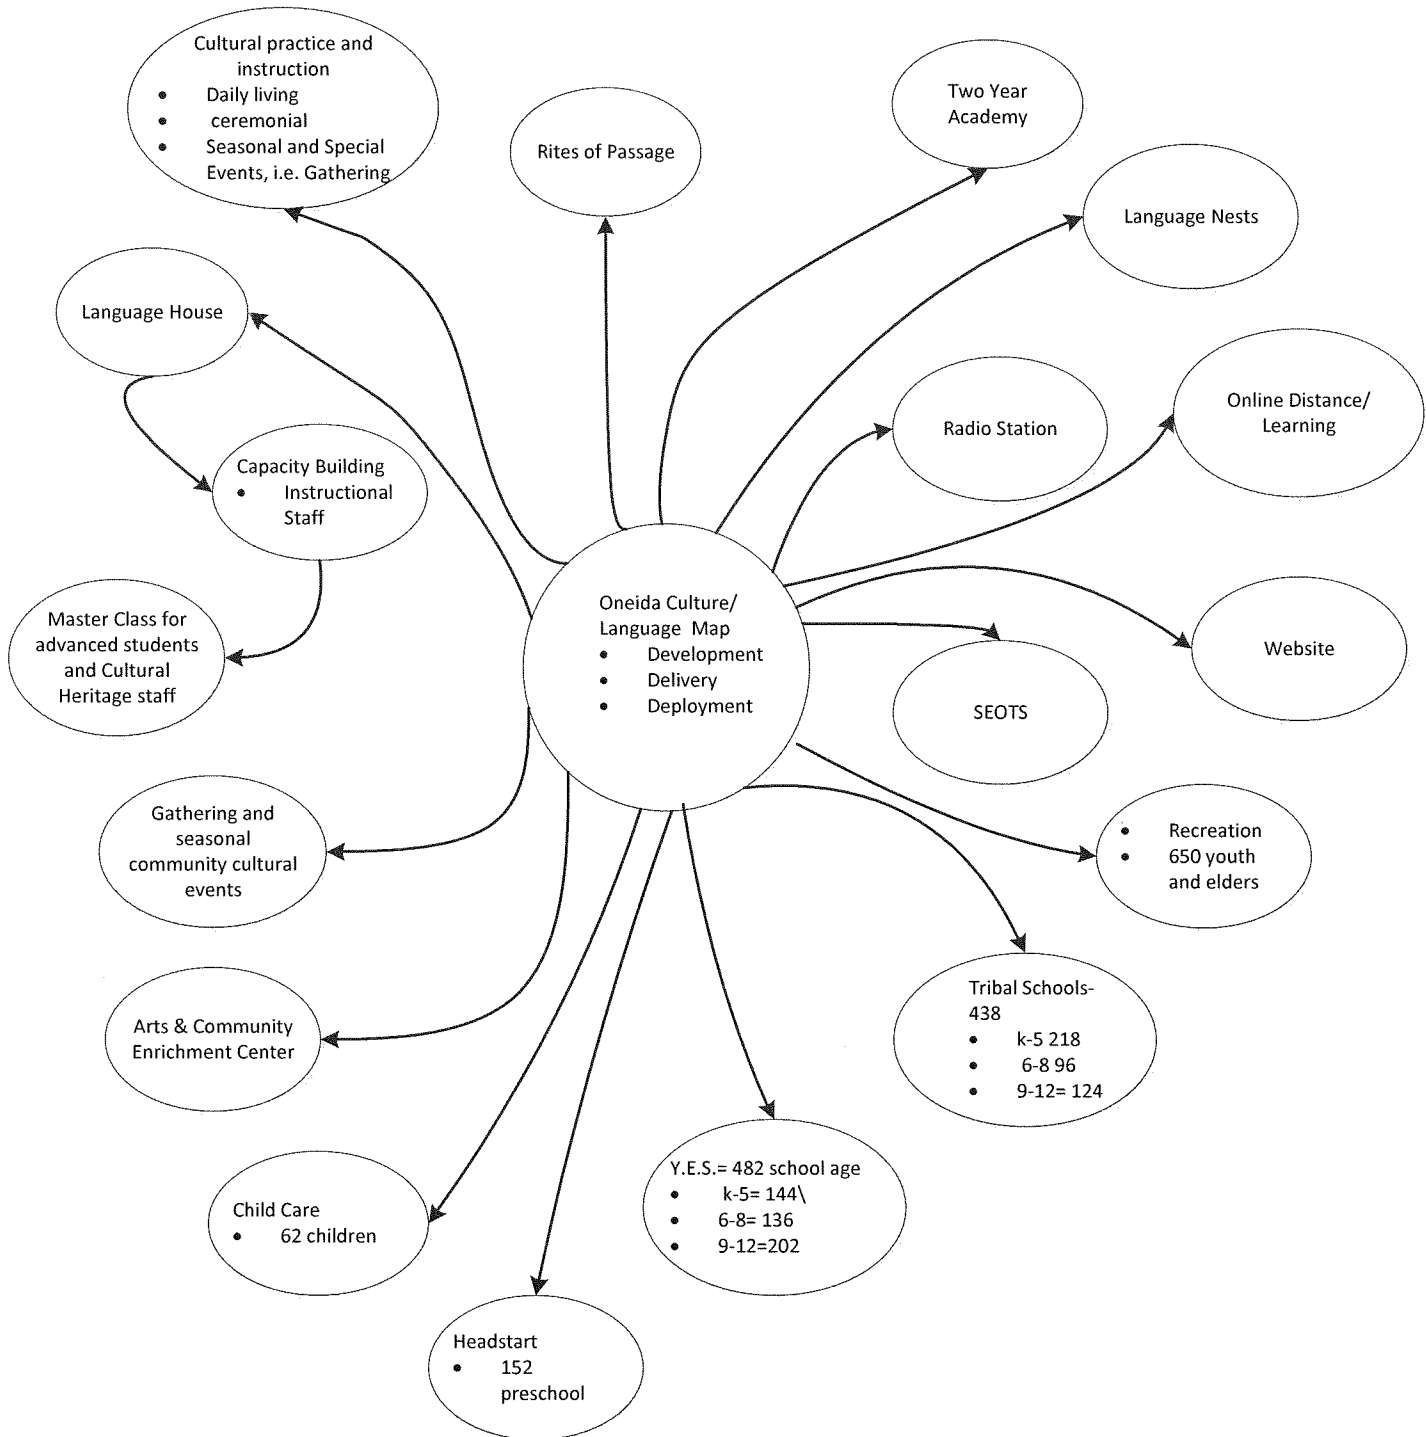 Cultural practice and
instruction
• Daily living
• ceremonial
• Seasonal and Special
Events, i.e. Gathering
Rites of Passage
Two Year
Academy
Language Nests
Language House
Radio Station
Online Distance/
Learning
Capacity Building
• Instructional
Staff
Master Class for
advanced students
and Cultural
Heritage staff
Oneida Culture/
Language Map
• Development
• Delivery
• Deployment
Website
SEOTS
Gathering and
seasonal
community cultural
events
• Recreation
• 650 youth
and elders
Arts & Community
Enrichment Center
Tribal Schools-
438
• k-5 218
• 6-8 96
• 9-12= 124
Child Care
• 62 children
Y.E.S.= 482 school age
• k-5= 144\
• 6-8= 136
• 9-12=202
Headstart
• 152
preschool